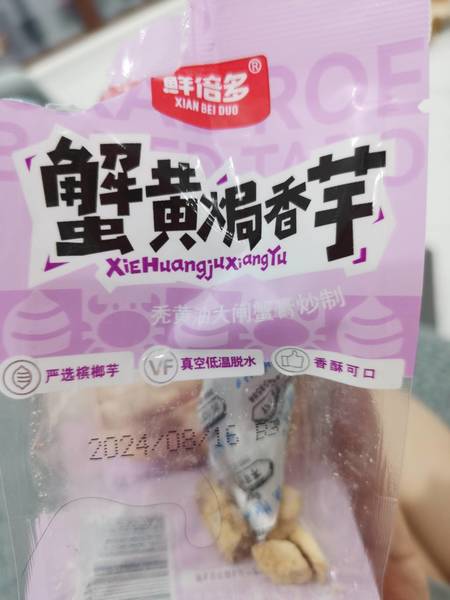 鲜倍多®
XIAN BEI DUO
蟹黄焗香芋
XiEHuangjuXiangYu
秃黄油大闸蟹膏炒制
严选槟榔芋
VF 真空低温脱水
香酥可口
2024/08/16